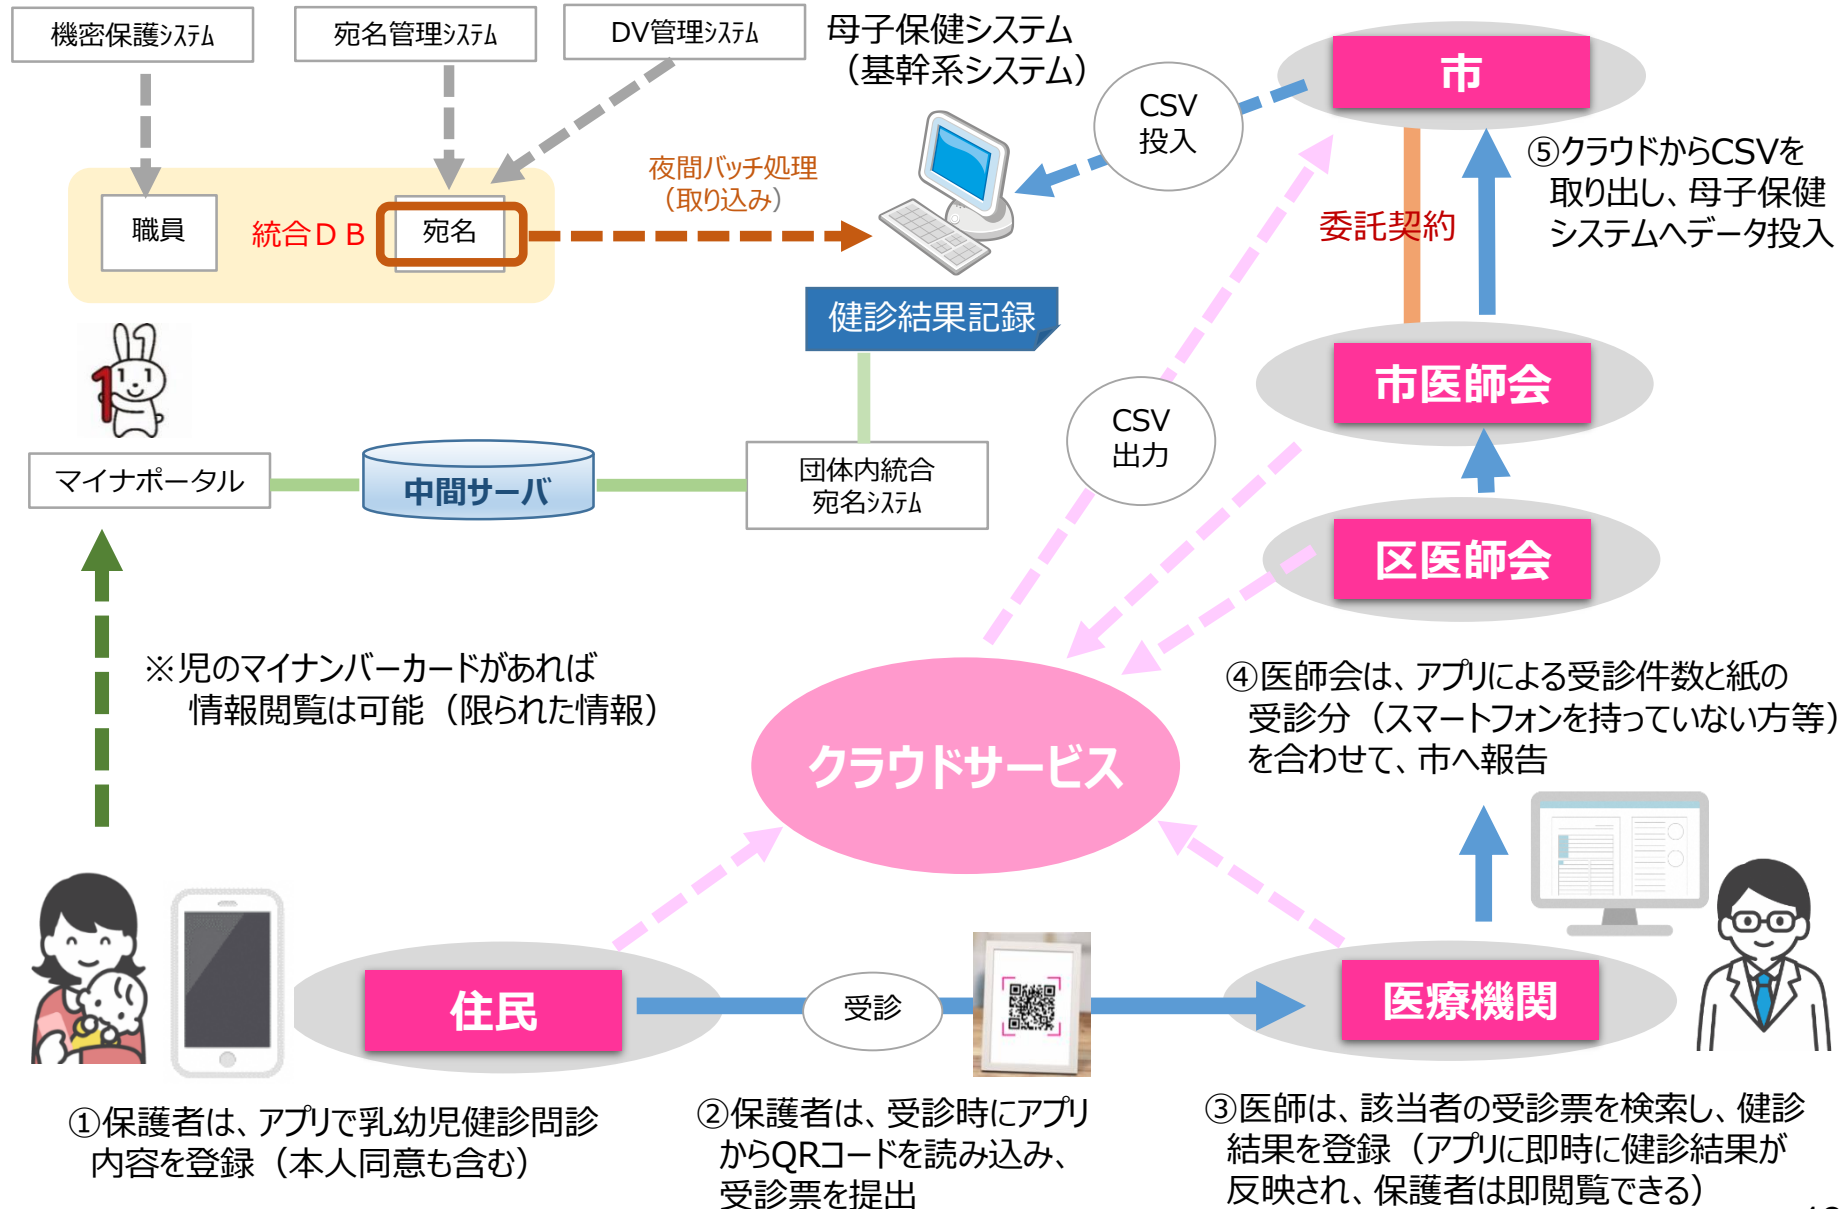 機密保護ｼｽﾃﾑ
宛名管理ｼｽﾃﾑ
DV管理ｼｽﾃﾑ
母子保健システム
（基幹系システム）
CSV
投入
市
職員
統合ＤＢ
宛名
夜間バッチ処理
（取り込み）
⑤クラウドからCSVを
取り出し、母子保健
システムへデータ投入
委託契約
健診結果記録
1
市医師会
CSV
出力
マイナポータル
中間サーバ
団体内統合
宛名ｼｽﾃﾑ
区医師会
※児のマイナンバーカードがあれば
情報閲覧は可能（限られた情報）
④医師会は、アプリによる受診件数と紙の
受診分（スマートフォンを持っていない方等）
を合わせて、市へ報告
クラウドサービス
住民
受診
医療機関
①保護者は、アプリで乳幼児健診問診
内容を登録（本人同意も含む）
②保護者は、受診時にアプリ
からQRコードを読み込み、
受診票を提出
③医師は、該当者の受診票を検索し、健診
結果を登録（アプリに即時に健診結果が
反映され、保護者は即閲覧できる）